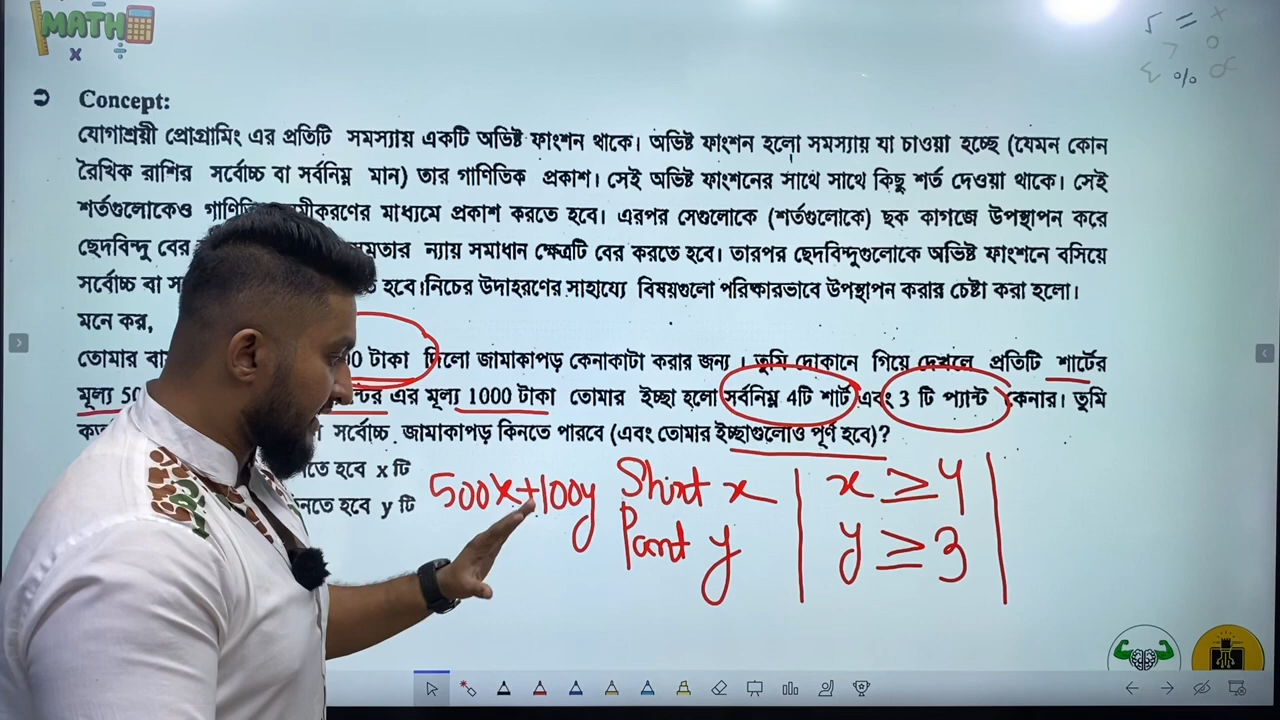 MATH
Concept:
যোগাশ্রয়ী প্রোগ্রামিং এর প্রতিটি সমস্যায় একটি অভিষ্ট ফাংশন থাকে। অভিষ্ট ফাংশন হলো সমস্যায় যা চাওয়া হচ্ছে (যেমন কোন
রৈখিক রাশির সর্বোচ্চ বা সর্বনিম্ন মান) তার গাণিতিক প্রকাশ। সেই অভিষ্ট ফাংশনের সাথে সাথে কিছু শর্ত দেওয়া থাকে। সেই
শর্তগুলোকেও মাধ্যমে প্রকাশ করতে হবে। এরপর সেগুলোকে (শর্তগুলোকে) ছক কাগজে উপস্থাপন করে
ছেদবিন্দু বের ন্যায় সমাধান ক্ষেত্রটি বের করতে হবে। তারপর ছেদবিন্দুগুলোকে অভিষ্ট ফাংশনে বসিয়ে
সর্বোচ্চ বা হবে।নিচের উদাহরণের সাহায্যে বিষয়গুলো পরিষ্কারভাবে উপস্থাপন করার চেষ্টা করা হলো।
মনে কর,
তোমার টাকা দিলো জামাকাপড় কেনাকাটা করার জন্য। তুমি দোকানে গিয়ে দেখলে প্রতিটি শার্টের
মূল্য এর মূল্য 1000 টাকা তোমার ইচ্ছা হলো সর্বনিম্ন 4টি শার্ট এবং 3 টি প্যান্ট কেনার। তুমি
সর্বোচ্চ জামাকাপড় কিনতে পারবে (এবং তোমার ইচ্ছাগুলোও পূর্ণ হবে)?
হবে x টি
হবে y টি
500x+100y
Shirt x
Pant y
x ≥ 4
y ≥ 3